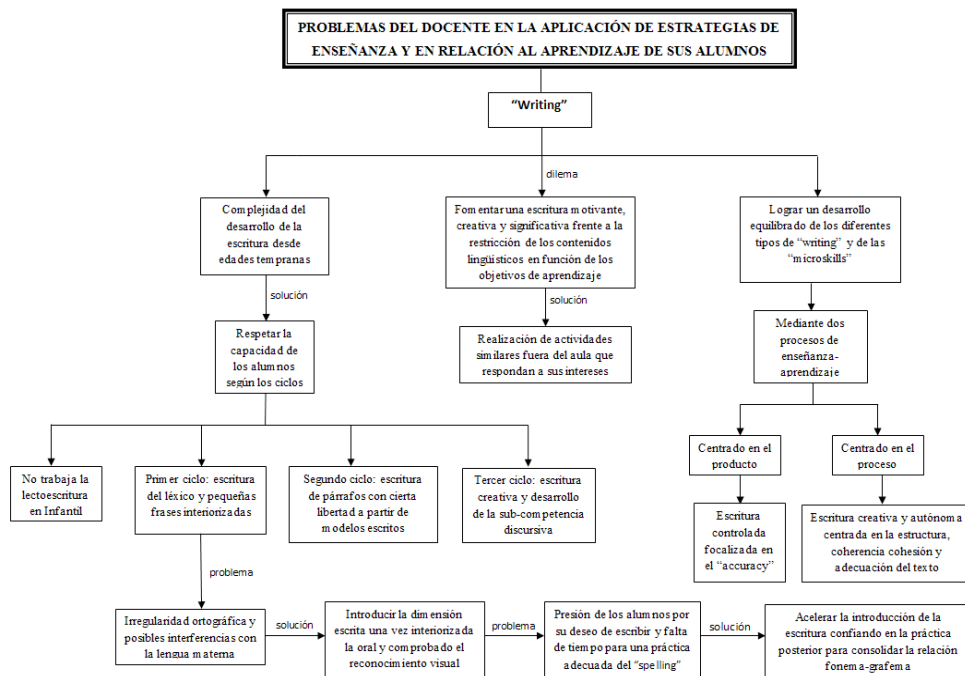 PROBLEMAS DEL DOCENTE EN LA APLICACIÓN DE ESTRATEGIAS DE
ENSEÑANZA Y EN RELACIÓN AL APRENDIZAJE DE SUS ALUMNOS
“Writing”
dilema
Complejidad del
desarrollo de la
escritura desde
edades tempranas
Fomentar una escritura motivante,
creativa y significativa frente a la
restricción de los contenidos
lingüísticos en función de los
objetivos de aprendizaje
Lograr un desarrollo
equilibrado de los diferentes
tipos de “writing” y de las
“microskills”
solución
solución
Respetar la
capacidad de
los alumnos
según los ciclos
Realización de actividades
similares fuera del aula que
respondan a sus intereses
Mediante dos
procesos de
enseñanza-
aprendizaje
No trabaja la
lectoescritura
en Infantil
Primer ciclo: escritura
del léxico y pequeñas
frases interiorizadas
Segundo ciclo: escritura
de párrafos con cierta
libertad a partir de
modelos escritos
Tercer ciclo: escritura
creativa y desarrollo
de la sub-competencia
discursiva
Centrado en el
producto
Centrado en el
proceso
Escritura
controlada
focalizada en
el “accuracy”
Escritura creativa y autónoma
centrada en la estructura,
coherencia cohesión y
adecuación del texto
problema
Irregularidad ortográfica y
posibles interferencias con
la lengua materna
solución
Introducir la dimensión
escrita una vez interiorizada
la oral y comprobado el
reconocimiento visual
problema
Presión de los alumnos por
su deseo de escribir y falta
de tiempo para una práctica
adecuada del “spelling”
solución
Acelerar la introducción de la
escritura confiando en la práctica
posterior para consolidar la relación
fonema-grafema